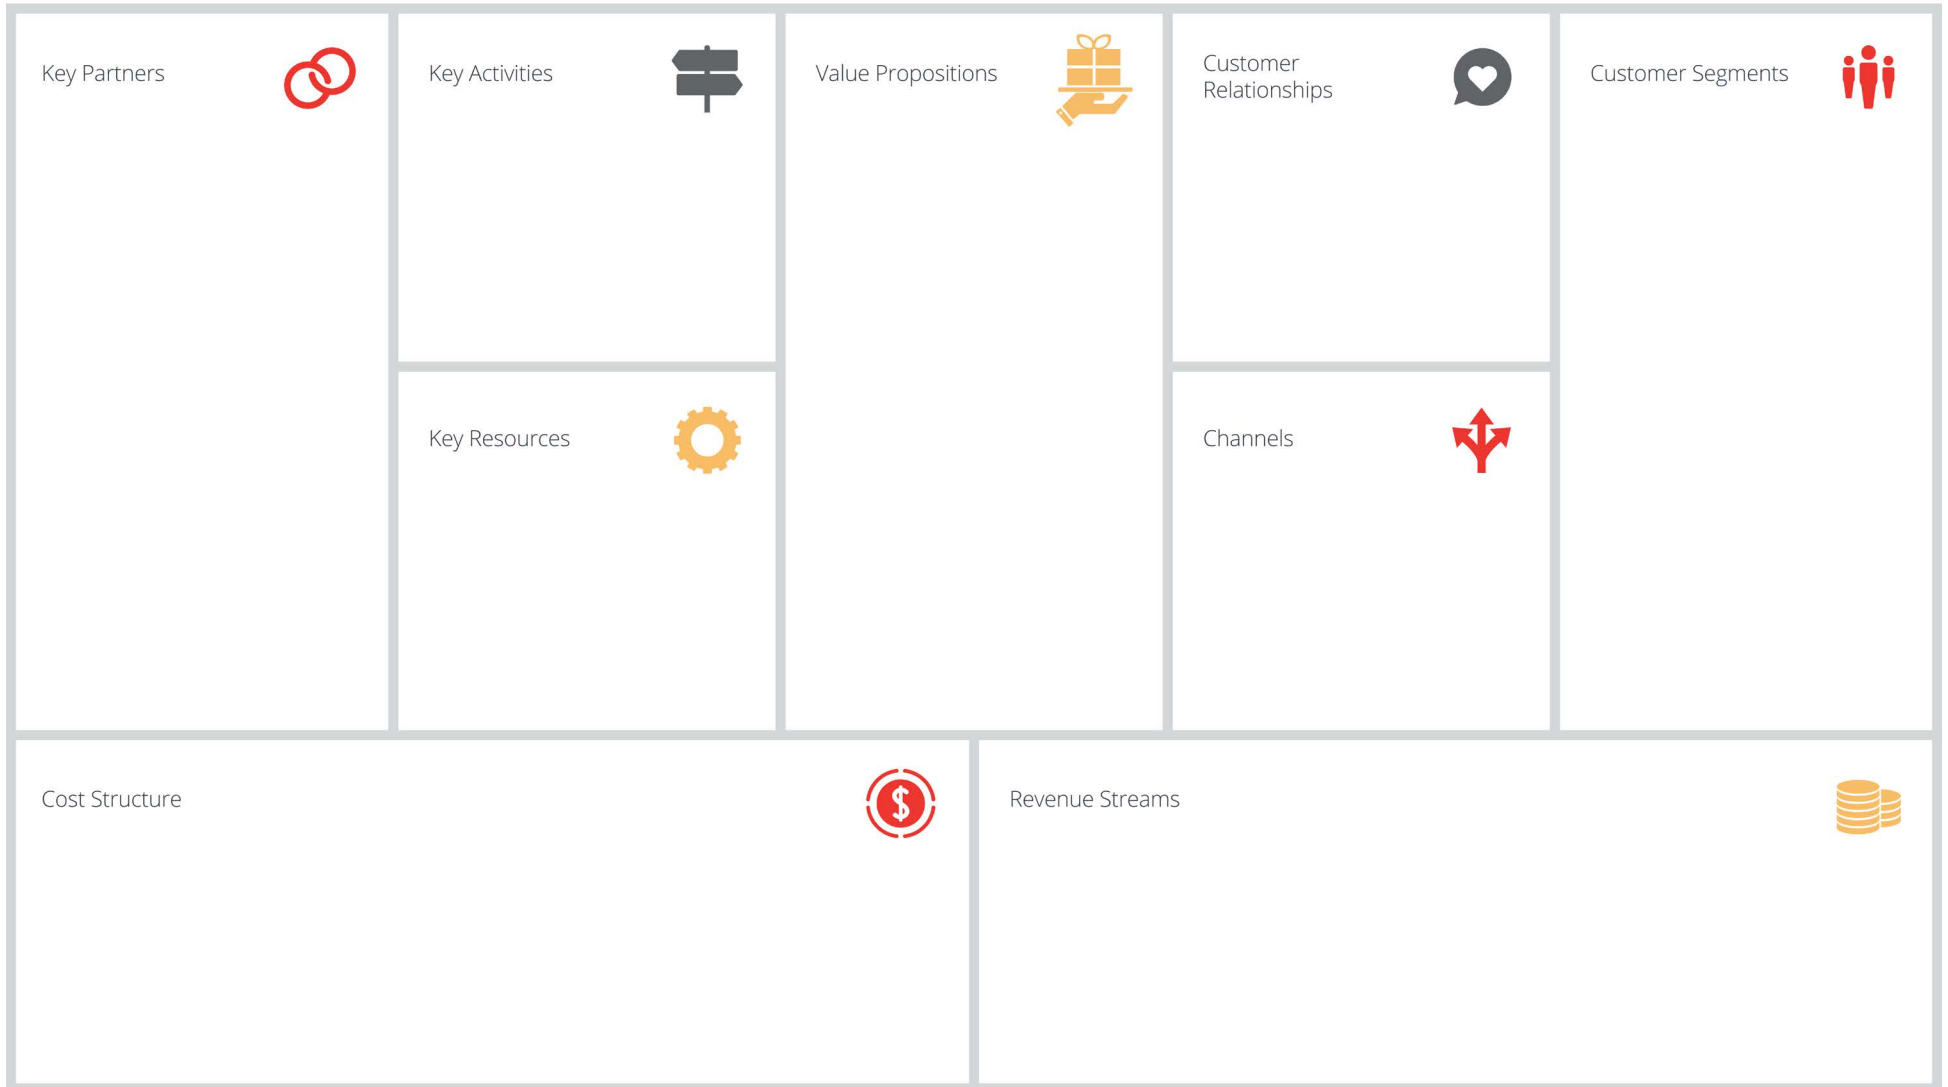 Key Partners
Key Activities
Value Propositions
Customer
Relationships
Customer Segments
Key Resources
Channels
Cost Structure
$
Revenue Streams